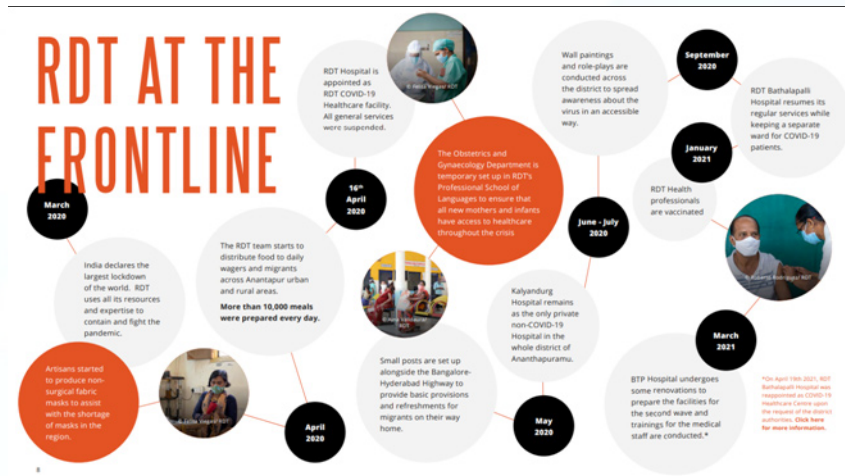 RDT AT THE
FRONTLINE
March
2020
India declares the
largest lockdown
of the world. RDT
uses all its resources
and expertise to
contain and fight the
pandemic.
Artisans started
to produce non-
surgical fabric
masks to assist
with the shortage
of masks in the
region.
April
2020
The RDT team starts to
distribute food to daily
wagers and migrants
across Anantapur urban
and rural areas.
More than 10,000 meals
were prepared every day.
16th
April
2020
RDT Hospital is
appointed as
RDT COVID-19
Healthcare facility.
All general services
were suspended.
The Obstetrics and
Gynaecology Department is
temporary set up in RDT's
Professional School of
Languages to ensure that
all new mothers and infants
have access to healthcare
throughout the crisis
Small posts are set up
alongside the Bangalore-
Hyderabad Highway to
provide basic provisions
and refreshments for
migrants on their way
home.
May
2020
Kalyandurg
Hospital remains
as the only private
non-COVID-19
Hospital in the
whole district of
Ananthapuramu.
June - July
2020
Wall paintings
and role-plays are
conducted across
the district to spread
awareness about the
virus in an accessible
way.
September
2020
RDT Bathalapalli
Hospital resumes its
regular services while
keeping a separate
ward for COVID-19
patients.
January
2021
RDT Health
professionals
are vaccinated
March
2021
BTP Hospital undergoes
some renovations to
prepare the facilities for
the second wave and
trainings for the medical
staff are conducted.*
*On April 19th 2021, RDT
Bathalapalli Hospital was
reappointed as COVID-19
Healthcare Centre upon
the request of the district
authorities. Click here
for more information.
8